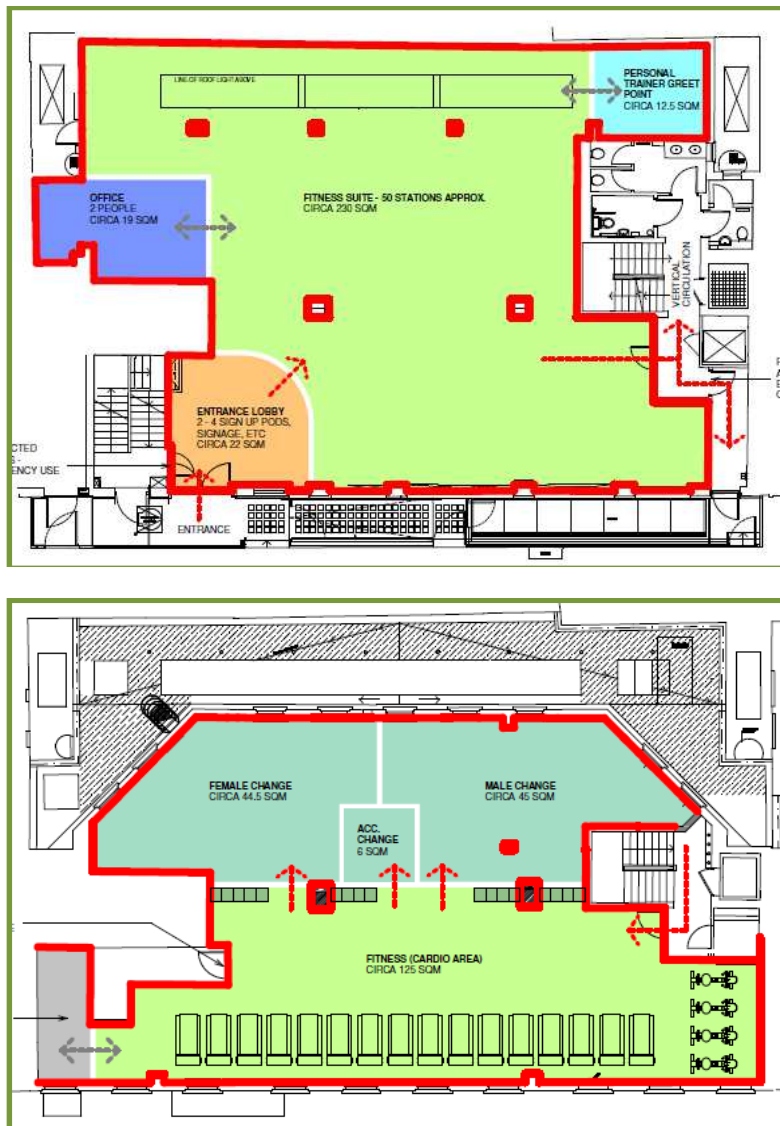 LINE OF ROOF LIGHT ABOVE
PERSONAL
TRAINER GREET
POINT
CIRCA 12.5 SQM
OFFICE
2 PEOPLE
CIRCA 19 SQM
FITNESS SUITE - 50 STATIONS APPROX.
CIRCA 230 SQM
VERTICAL
CIRCULATION
ENTRANCE LOBBY
2 - 4 SIGN UP PODS,
SIGNAGE, ETC
CIRCA 22 SQM
CTED
S -
ENCY USE
ENTRANCE
FEMALE CHANGE
CIRCA 44.5 SQM
MALE CHANGE
CIRCA 45 SQM
ACC.
CHANGE
6 SQM
FITNESS (CARDIO AREA)
CIRCA 125 SQM